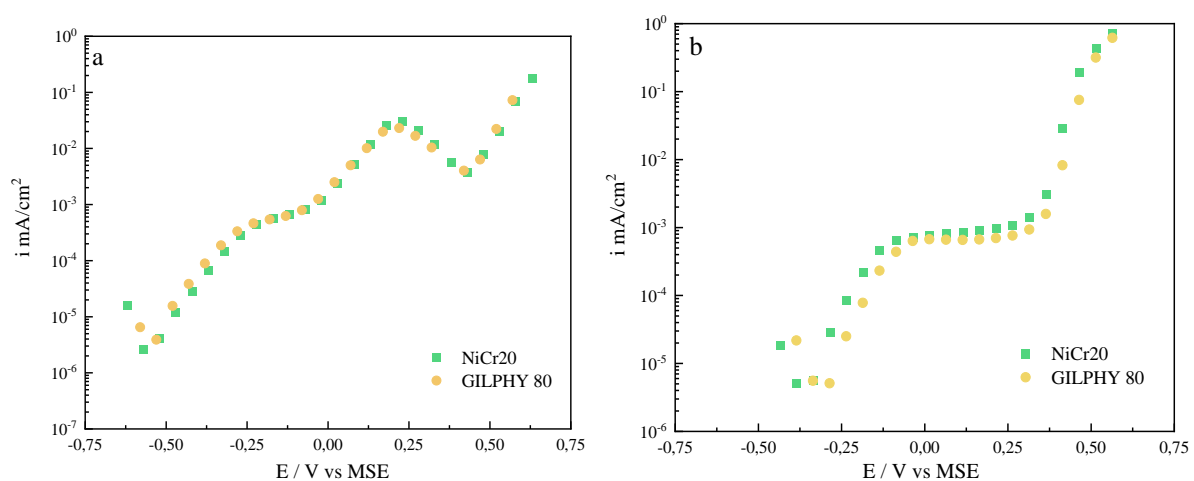 a
10^0
10^-1
10^-2
10^-3
10^-4
10^-5
10^-6
10^-7
i mA/cm^2
-0,75 -0,50 -0,25 0,00 0,25 0,50 0,75
E / V vs MSE
NiCr20
GILPHY 80
b
10^0
10^-1
10^-2
10^-3
10^-4
10^-5
10^-6
i mA/cm^2
-0,75 -0,50 -0,25 0,00 0,25 0,50 0,75
E / V vs MSE
NiCr20
GILPHY 80